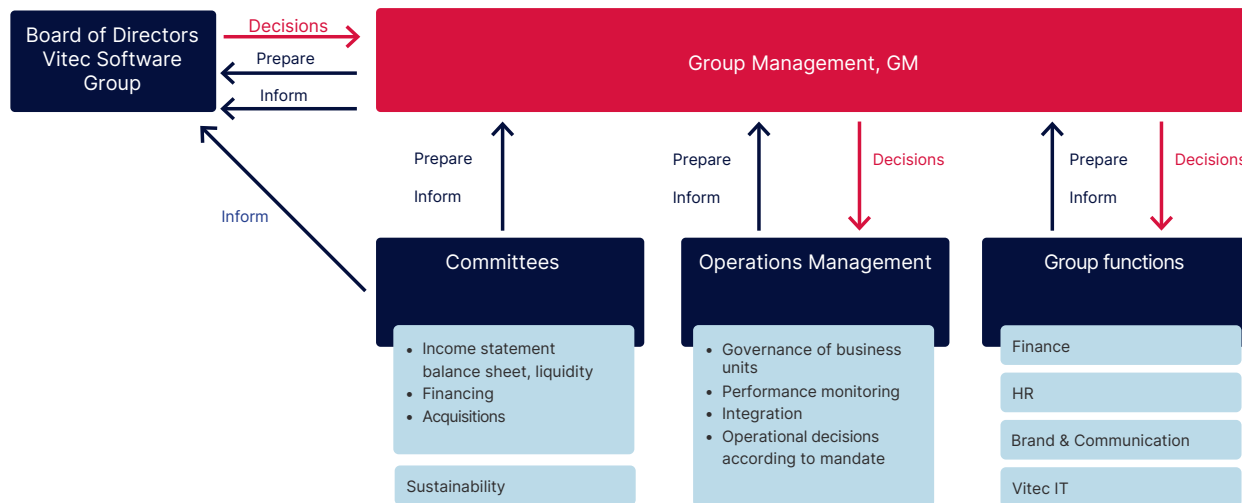 Board of Directors
Vitec Software
Group
Decisions
Prepare
Inform
Group Management, GM
Inform
Prepare
Inform
Prepare
Inform
Decisions
Prepare
Inform
Decisions
Committees
• Income statement
balance sheet, liquidity
• Financing
• Acquisitions
Sustainability
Operations Management
• Governance of business
units
• Performance monitoring
• Integration
• Operational decisions
according to mandate
Group functions
Finance
HR
Brand & Communication
Vitec IT